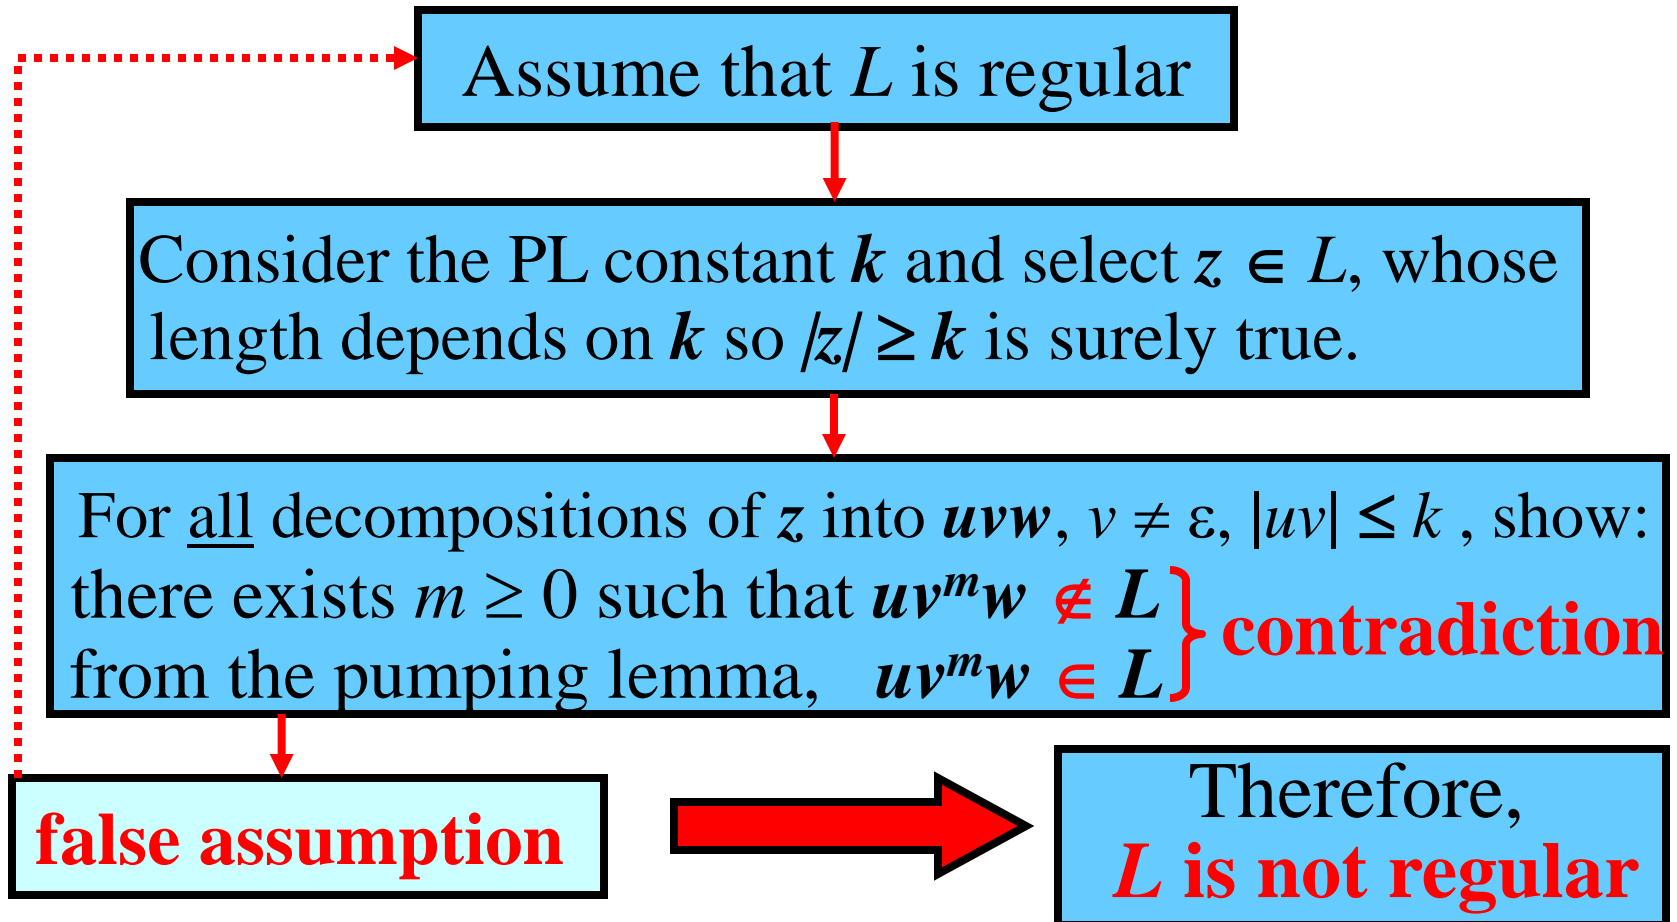 Assume that L is regular
Consider the PL constant k and select z ∈ L, whose
length depends on k so |z| ≥ k is surely true.
For all decompositions of z into uvw, v ≠ ε, |uv| ≤ k , show:
there exists m ≥ 0 such that uvᵐw ∉ L
from the pumping lemma, uvᵐw ∈ L
contradiction
false assumption
Therefore,
L is not regular